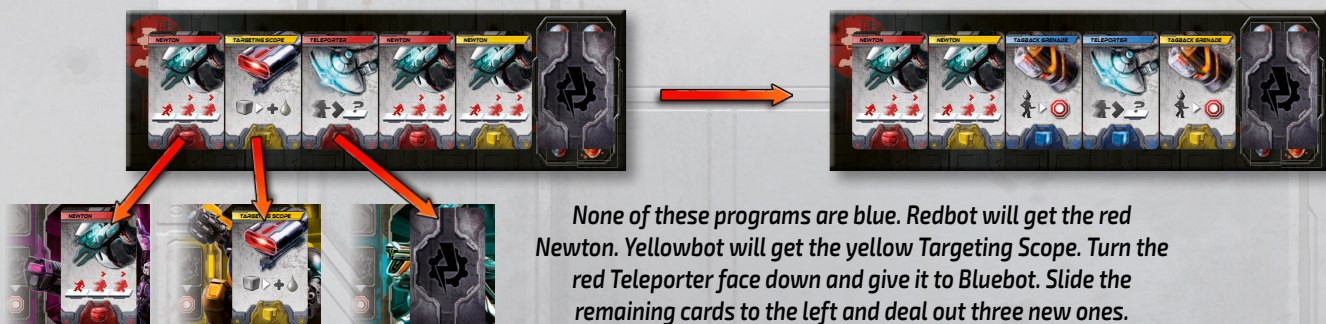 NEWTON TARGETING SCOPE TELEPORTER NEWTON NEWTON
NEWTON NEWTON TAGBACK GRENADE TELEPORTER TAGBACK GRENADE
NEWTON
TARGETING SCOPE
None of these programs are blue. Redbot will get the red
Newton. Yellowbot will get the yellow Targeting Scope. Turn the
red Teleporter face down and give it to Bluebot. Slide the
remaining cards to the left and deal out three new ones.